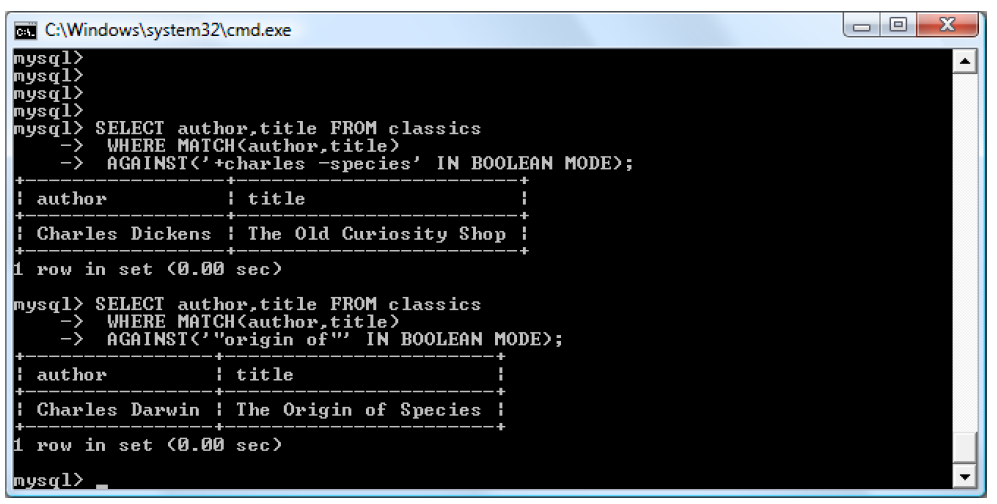 C:\Windows\system32\cmd.exe
mysql>
mysql>
mysql>
mysql>
mysql> SELECT author,title FROM classics
    -> WHERE MATCH(author,title)
    -> AGAINST('+charles -species' IN BOOLEAN MODE);
+-----------------+------------------------+
| author          | title                  |
+-----------------+------------------------+
| Charles Dickens | The Old Curiosity Shop |
+-----------------+------------------------+
1 row in set (0.00 sec)
mysql> SELECT author,title FROM classics
    -> WHERE MATCH(author,title)
    -> AGAINST('"origin of"' IN BOOLEAN MODE);
+----------------+-----------------------+
| author         | title                 |
+----------------+-----------------------+
| Charles Darwin | The Origin of Species |
+----------------+-----------------------+
1 row in set (0.00 sec)
mysql> _